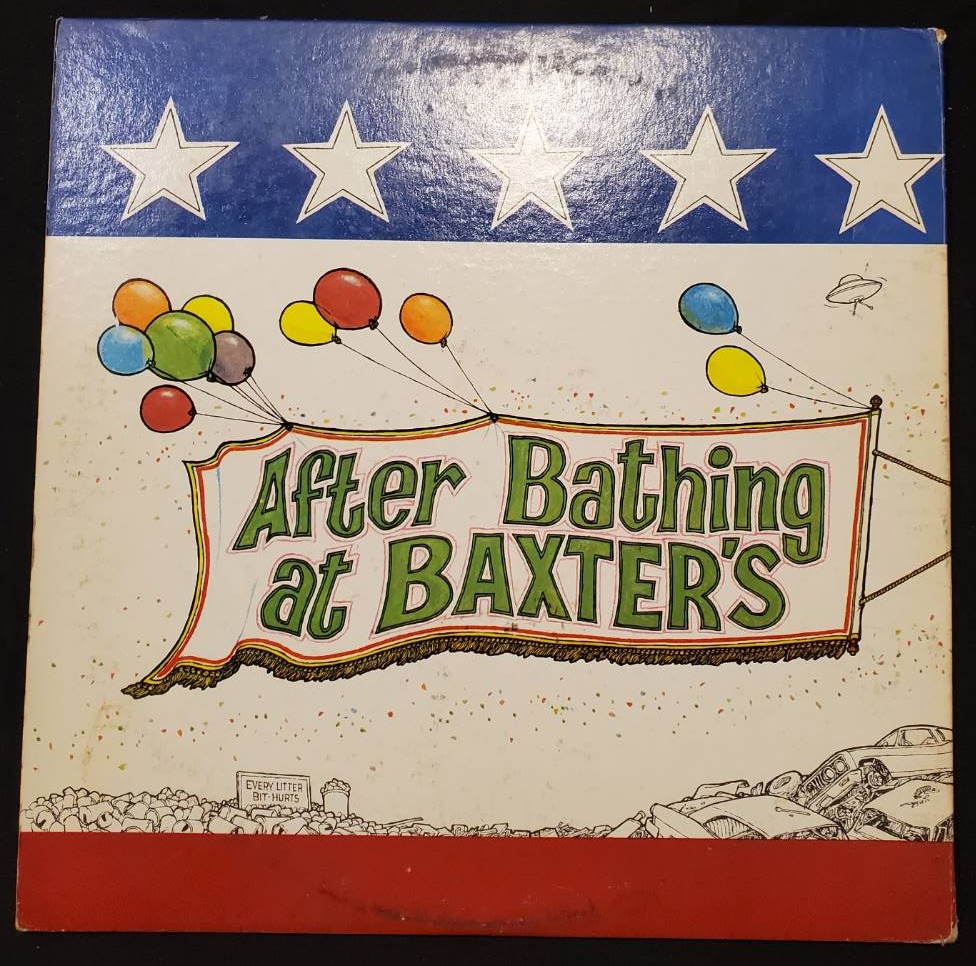 After Bathing
at BAXTER'S
EVERY LITTER
BIT·HURTS